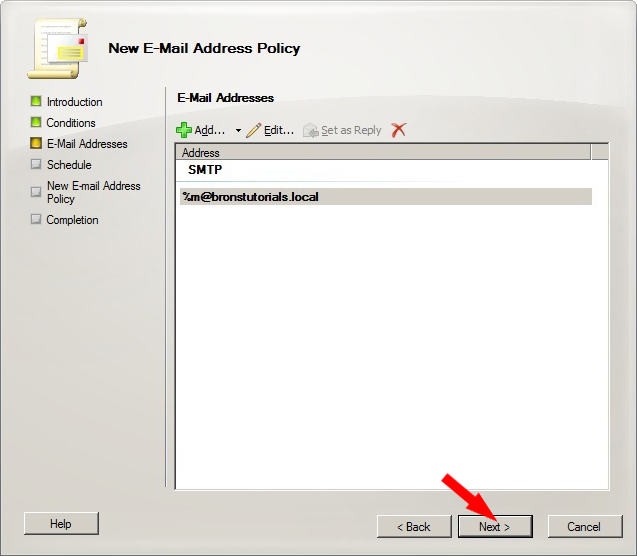 New E-Mail Address Policy
Introduction
Conditions
E-Mail Addresses
Schedule
New E-mail Address
Policy
Completion
E-Mail Addresses
Add... Edit... Set as Reply
Address
SMTP
%m@bronstutorials.local
Help
< Back
Next >
Cancel